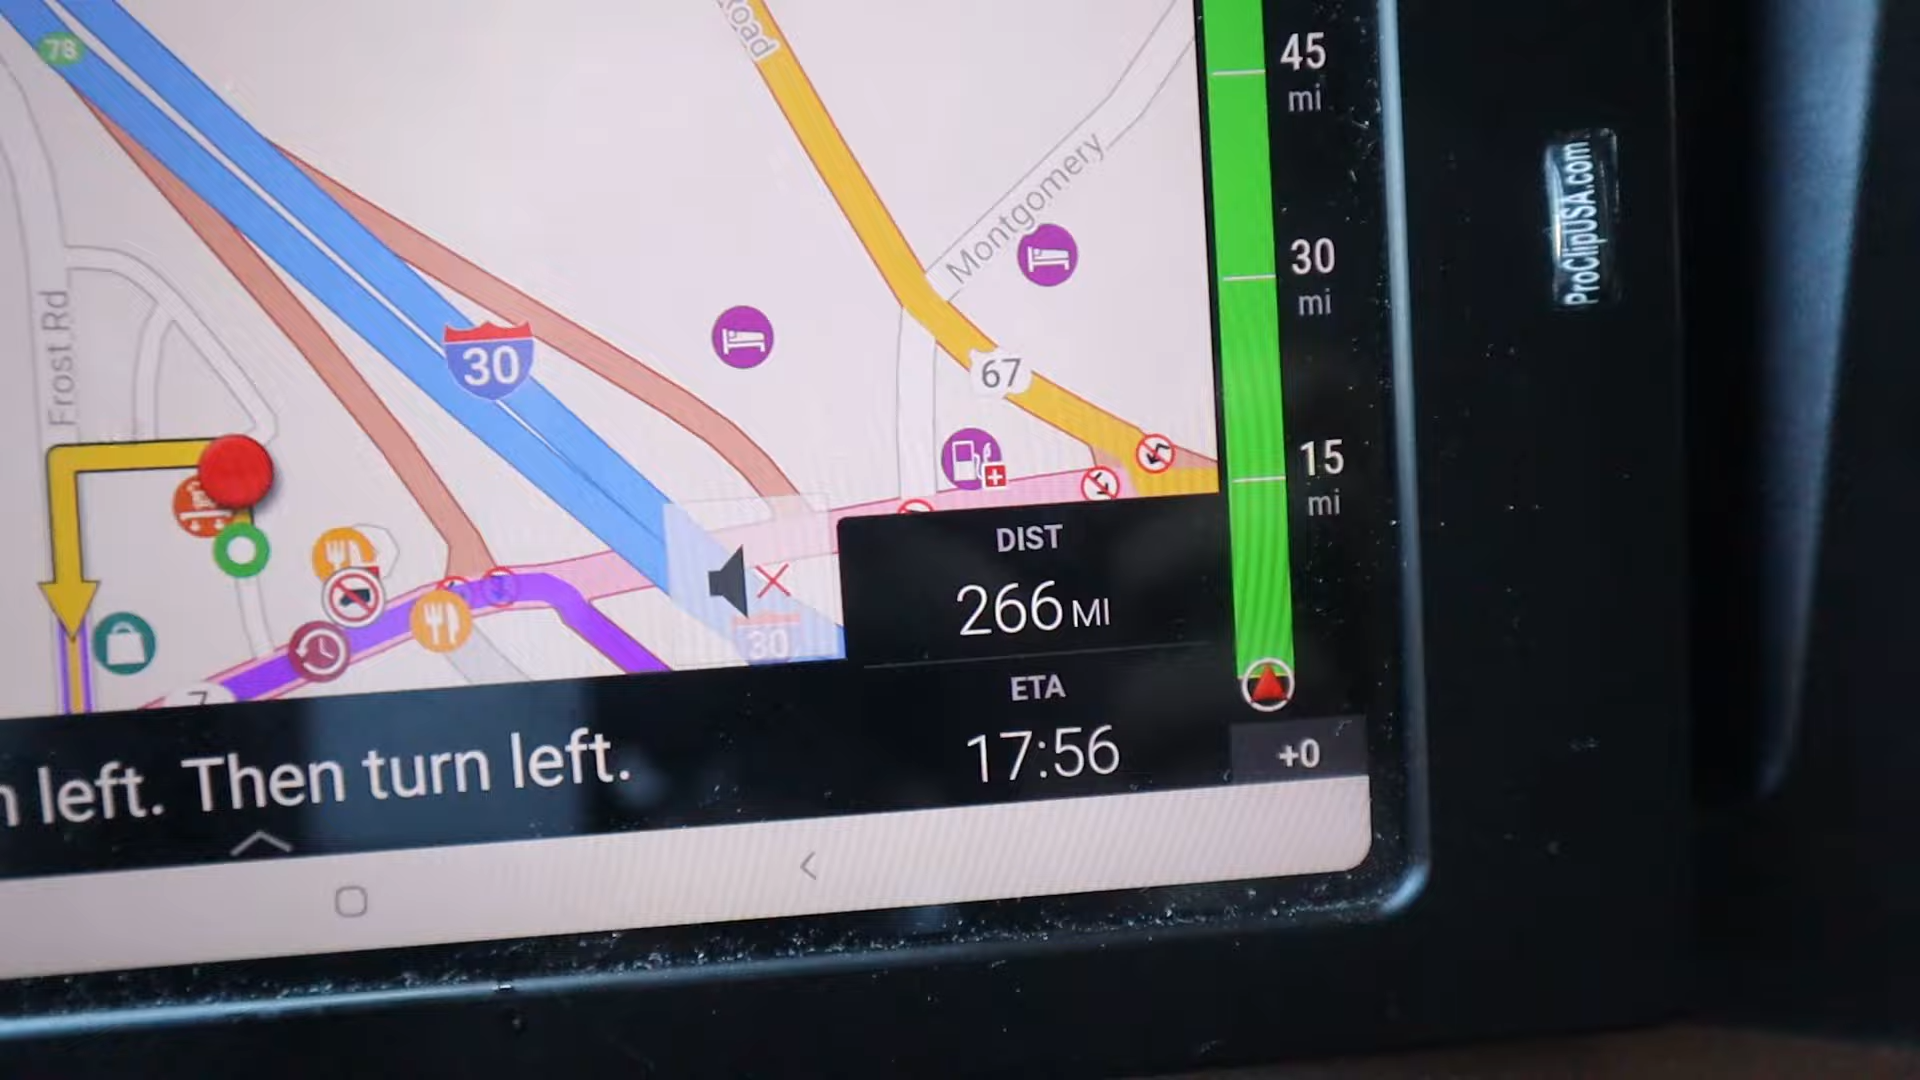 78
Road
45
mi
Montgomery
ProClipUSA.com
30
mi
Frost Rd
30
67
15
mi
DIST
266 MI
30
7
ETA
17:56
+0
left. Then turn left.